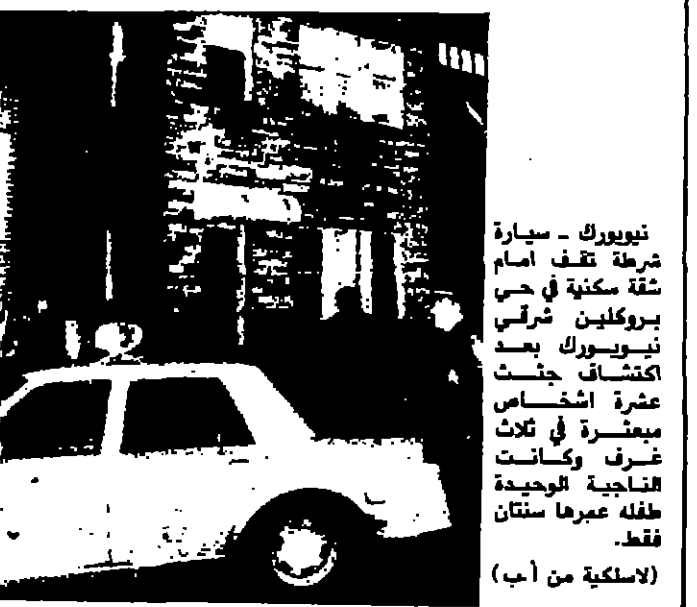 نيويورك ـ سيارة
شرطة تقف امام
شقة سكنية في حي
بروكلين شرقي
نيويورك بعد
اكتشاف جثث
عشرة اشخاص
مبعثرة في ثلاث
غرف وكانت
الناجية الوحيدة
طفله عمرها سنتان
فقط.
(لاسلكية من أ.ب)